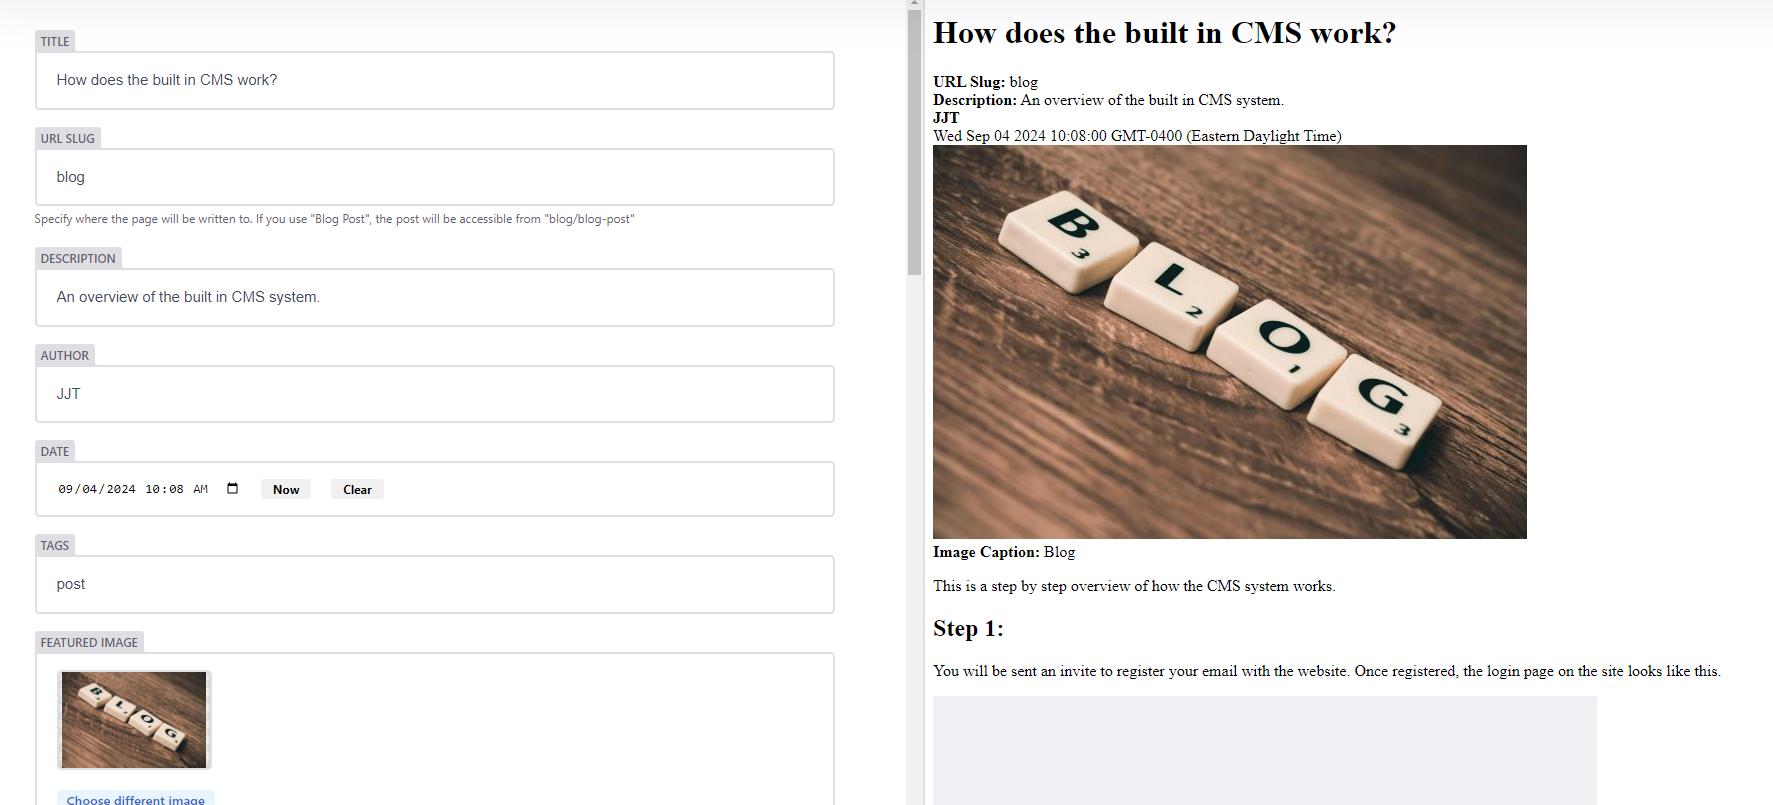 TITLE
How does the built in CMS work?
URL SLUG
blog
Specify where the page will be written to. If you use "Blog Post", the post will be accessible from "blog/blog-post"
DESCRIPTION
An overview of the built in CMS system.
AUTHOR
JJT
DATE
09/04/2024 10:08 AM
Now
Clear
TAGS
post
FEATURED IMAGE
B L O G
Choose different image
How does the built in CMS work?
URL Slug: blog
Description: An overview of the built in CMS system.
JJT
Wed Sep 04 2024 10:08:00 GMT-0400 (Eastern Daylight Time)
B3 L2 O1 G3
Image Caption: Blog
This is a step by step overview of how the CMS system works.
Step 1:
You will be sent an invite to register your email with the website. Once registered, the login page on the site looks like this.